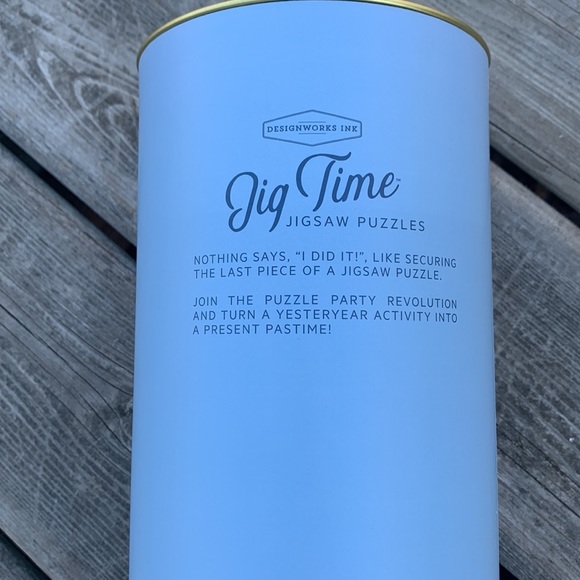 DESIGNWORKS INK
Jig Time™
JIGSAW PUZZLES
NOTHING SAYS, “I DID IT!”, LIKE SECURING
THE LAST PIECE OF A JIGSAW PUZZLE.
JOIN THE PUZZLE PARTY REVOLUTION
AND TURN A YESTERYEAR ACTIVITY INTO
A PRESENT PASTIME!